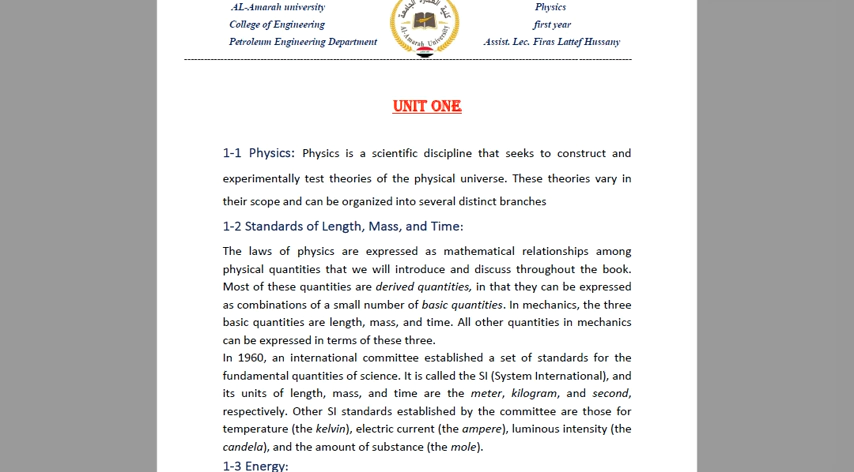 AL-Amarah university
College of Engineering
Petroleum Engineering Department
Physics
first year
Assist. Lec. Firas Lattef Hussany
Al-Amarah University
UNIT ONE
1-1 Physics: Physics is a scientific discipline that seeks to construct and
experimentally test theories of the physical universe. These theories vary in
their scope and can be organized into several distinct branches
1-2 Standards of Length, Mass, and Time:
The laws of physics are expressed as mathematical relationships among
physical quantities that we will introduce and discuss throughout the book.
Most of these quantities are derived quantities, in that they can be expressed
as combinations of a small number of basic quantities. In mechanics, the three
basic quantities are length, mass, and time. All other quantities in mechanics
can be expressed in terms of these three.
In 1960, an international committee established a set of standards for the
fundamental quantities of science. It is called the SI (System International), and
its units of length, mass, and time are the meter, kilogram, and second,
respectively. Other SI standards established by the committee are those for
temperature (the kelvin), electric current (the ampere), luminous intensity (the
candela), and the amount of substance (the mole).
1-3 Energy: